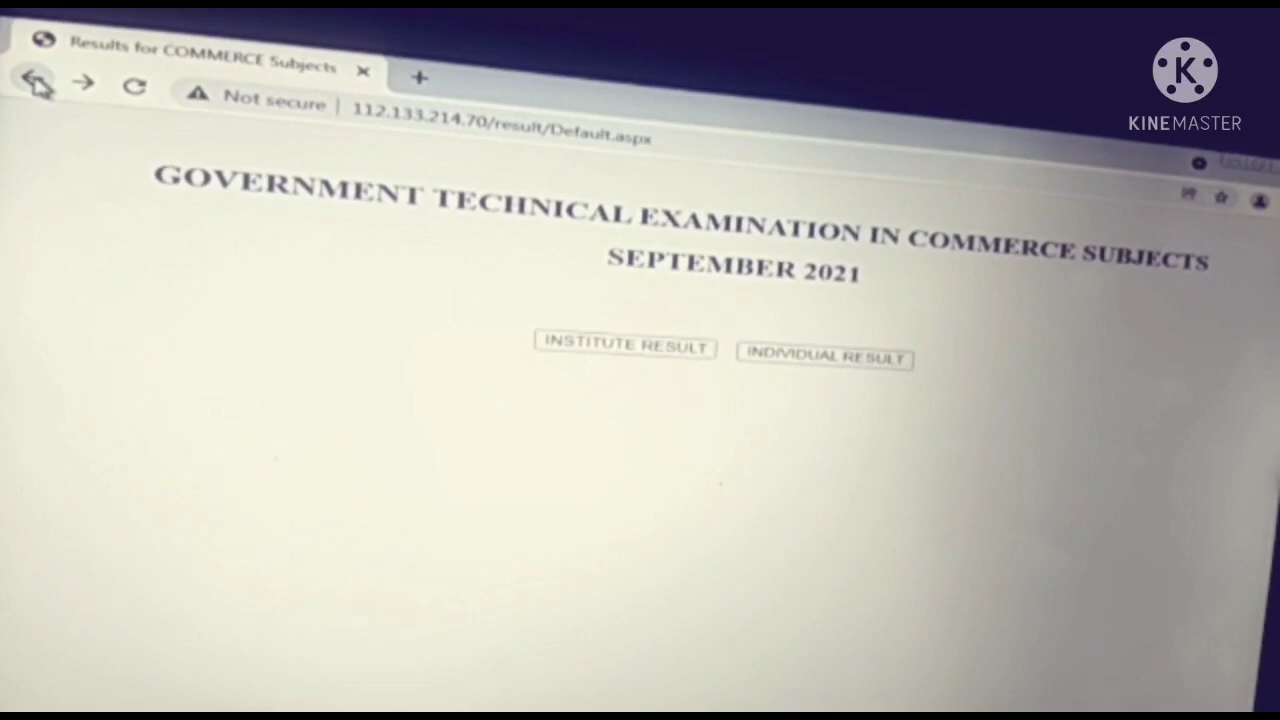 Results for COMMERCE Subjects
Not secure | 112.133.214.70/result/Default.aspx
KINEMASTER
GOVERNMENT TECHNICAL EXAMINATION IN COMMERCE SUBJECTS
SEPTEMBER 2021
INSTITUTE RESULT
INDIVIDUAL RESULT